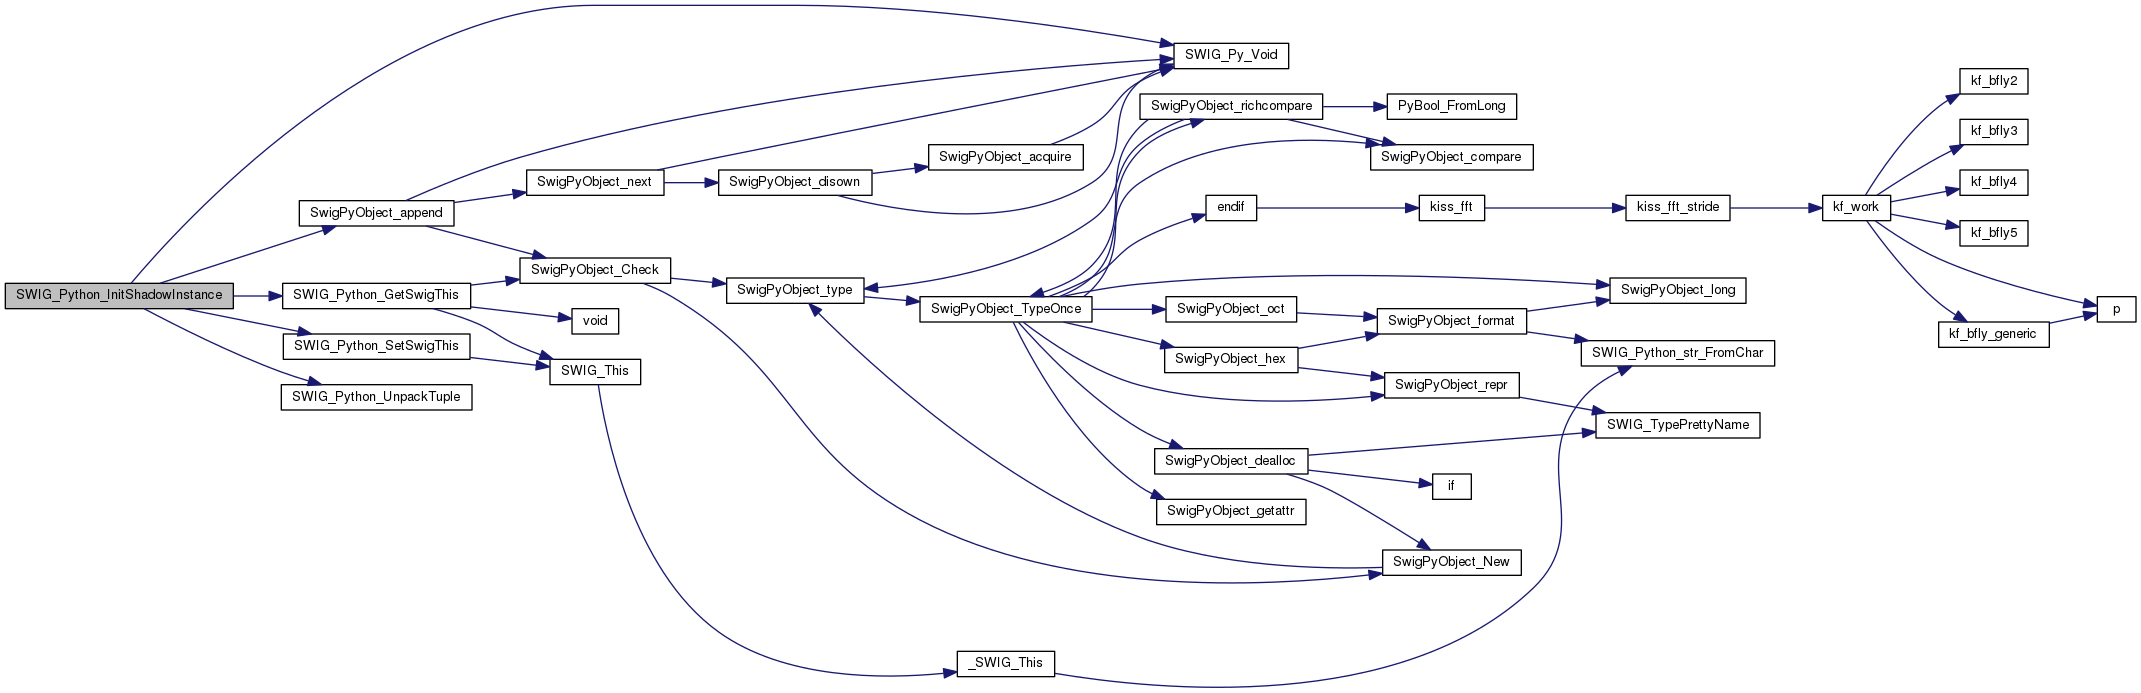 SWIG_Python_InitShadowInstance
SwigPyObject_append
SWIG_Python_GetSwigThis
SWIG_Python_SetSwigThis
SWIG_Python_UnpackTuple
SwigPyObject_next
SwigPyObject_Check
void
SWIG_This
SwigPyObject_disown
SwigPyObject_type
SwigPyObject_acquire
SwigPyObject_TypeOnce
_SWIG_This
SWIG_Py_Void
SwigPyObject_richcompare
endif
SwigPyObject_oct
SwigPyObject_hex
SwigPyObject_dealloc
SwigPyObject_getattr
PyBool_FromLong
SwigPyObject_compare
kiss_fft
SwigPyObject_format
SwigPyObject_repr
if
SwigPyObject_New
kiss_fft_stride
SwigPyObject_long
SWIG_Python_str_FromChar
SWIG_TypePrettyName
kf_work
kf_bfly2
kf_bfly3
kf_bfly4
kf_bfly5
kf_bfly_generic
p